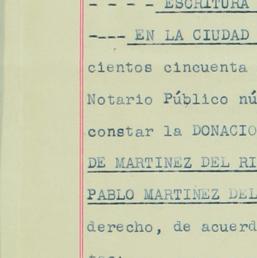 - - - - ESCRITURA
-___ EN LA CIUDAD
cientos cincuenta
Notario Público nú
constar la DONACIO
DE MARTINEZ DEL RI
PABLO MARTINEZ DEL
derecho, de acuerd